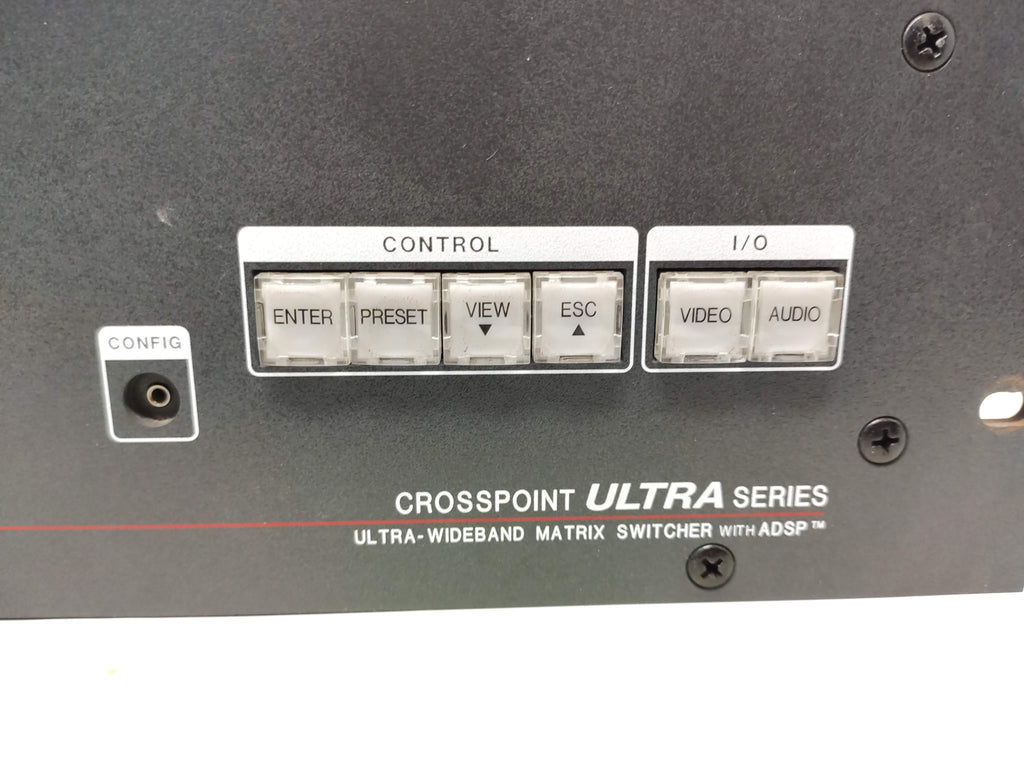 CONTROL
I/O
ENTER PRESET VIEW ▼ ESC ▲ VIDEO AUDIO
CONFIG
CROSSPOINT ULTRA SERIES
ULTRA-WIDEBAND MATRIX SWITCHER WITH ADSP™